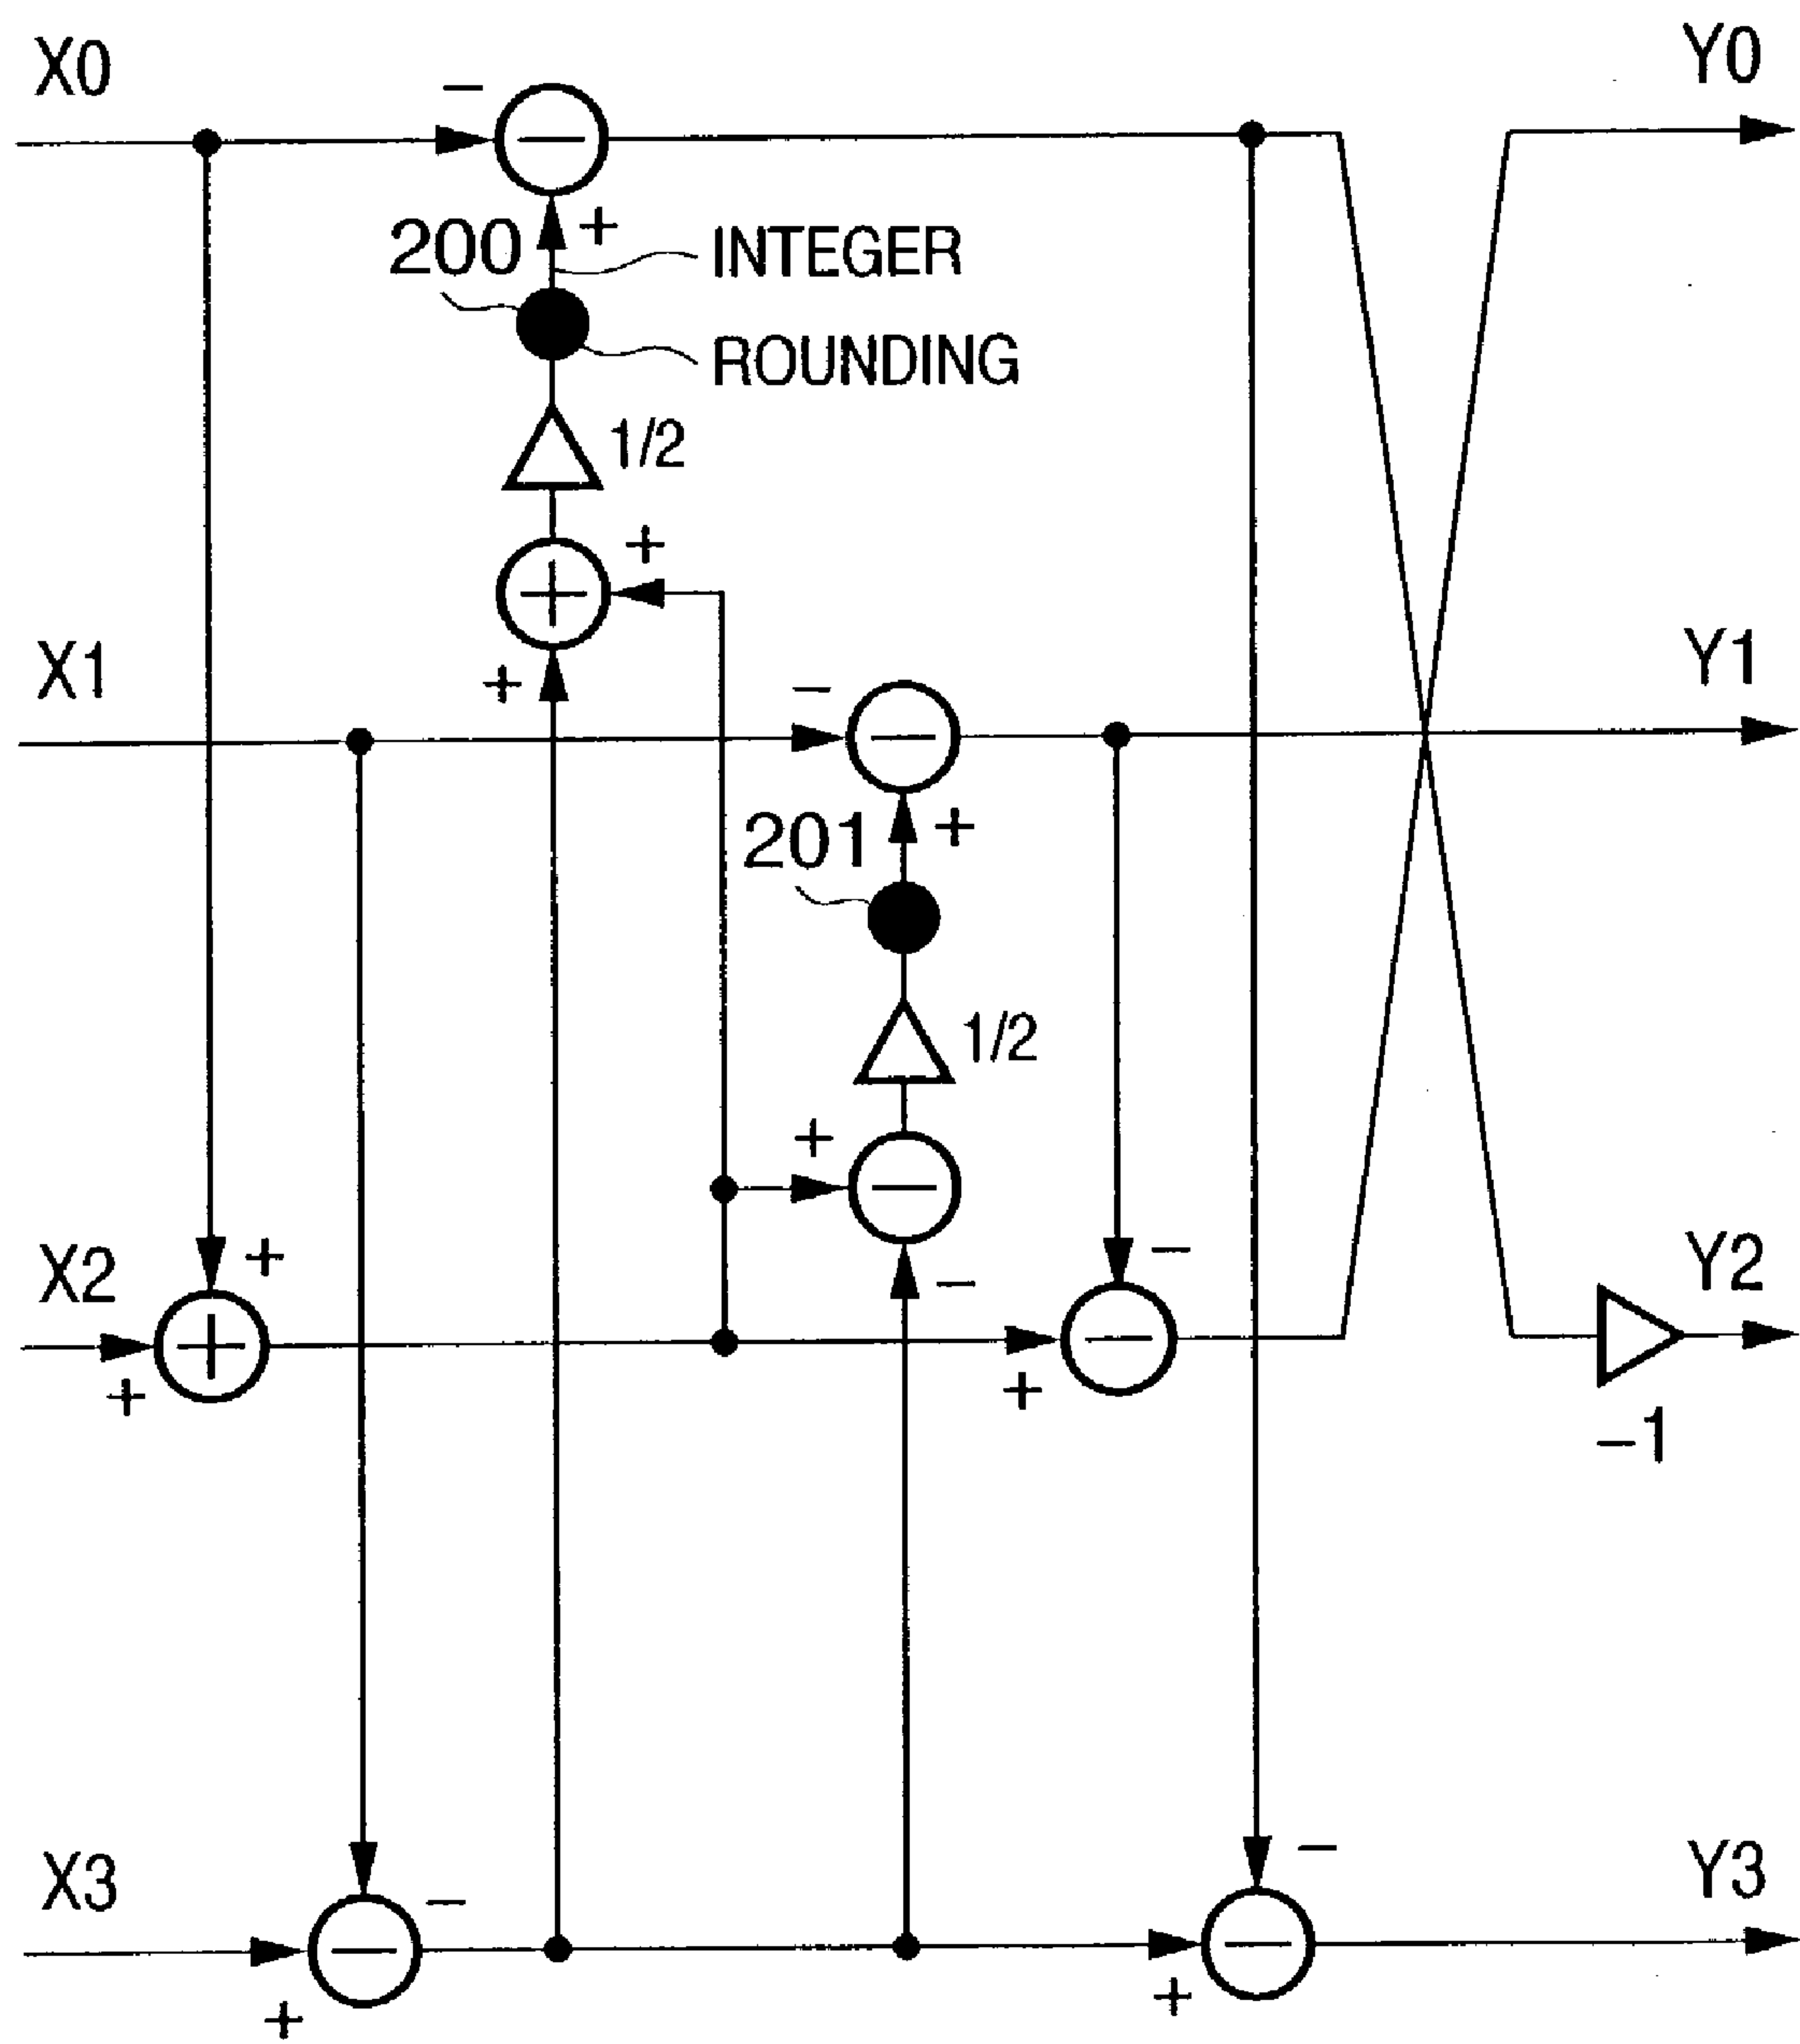 X0
Y0
−
200
+
INTEGER
ROUNDING
1/2
+
X1
+
−
Y1
201
+
1/2
+
X2
+
−
−
Y2
+
+
−1
X3
−
−
Y3
+
+